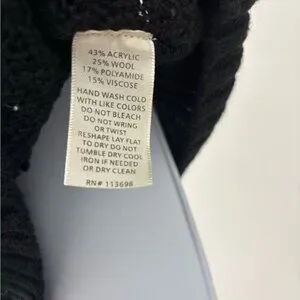 43% ACRYLIC
25% WOOL
17% POLYAMIDE
15% VISCOSE
HAND WASH COLD
WITH LIKE COLORS
DO NOT BLEACH
DO NOT WRING
OR TWIST
RESHAPE LAY FLAT
TO DRY DO NOT
TUMBLE DRY COOL
IRON IF NEEDED
OR DRY CLEAN
RN# 113698